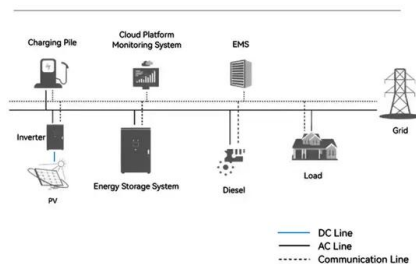 Charging Pile
Cloud Platform
Monitoring System
EMS
Grid
Inverter
PV
Energy Storage System
Diesel
Load
DC Line
AC Line
Communication Line